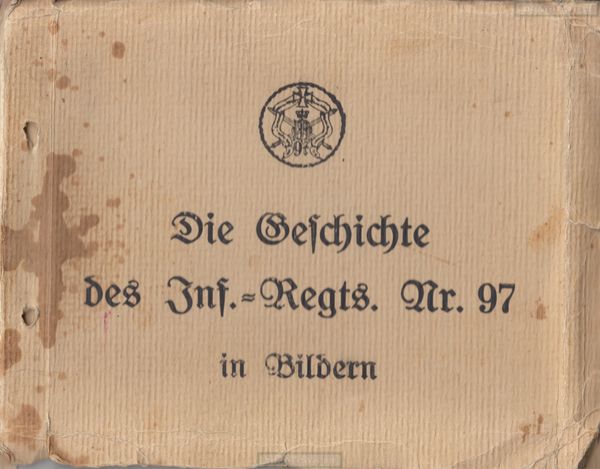 Die Geschichte
des Inf.=Regts. Nr. 97
in Bildern